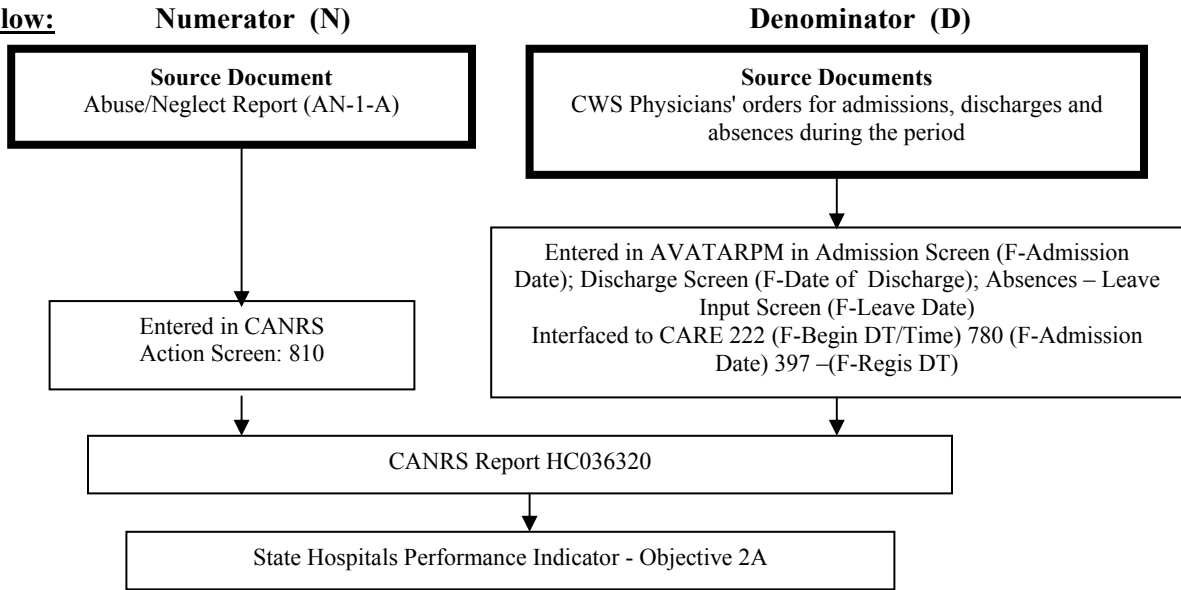 low: Numerator (N) Denominator (D)
Source Document
Abuse/Neglect Report (AN-1-A)
Source Documents
CWS Physicians' orders for admissions, discharges and
absences during the period
Entered in CANRS
Action Screen: 810
Entered in AVATARPM in Admission Screen (F-Admission
Date); Discharge Screen (F-Date of Discharge); Absences – Leave
Input Screen (F-Leave Date)
Interfaced to CARE 222 (F-Begin DT/Time) 780 (F-Admission
Date) 397 –(F-Regis DT)
CANRS Report HC036320
State Hospitals Performance Indicator - Objective 2A